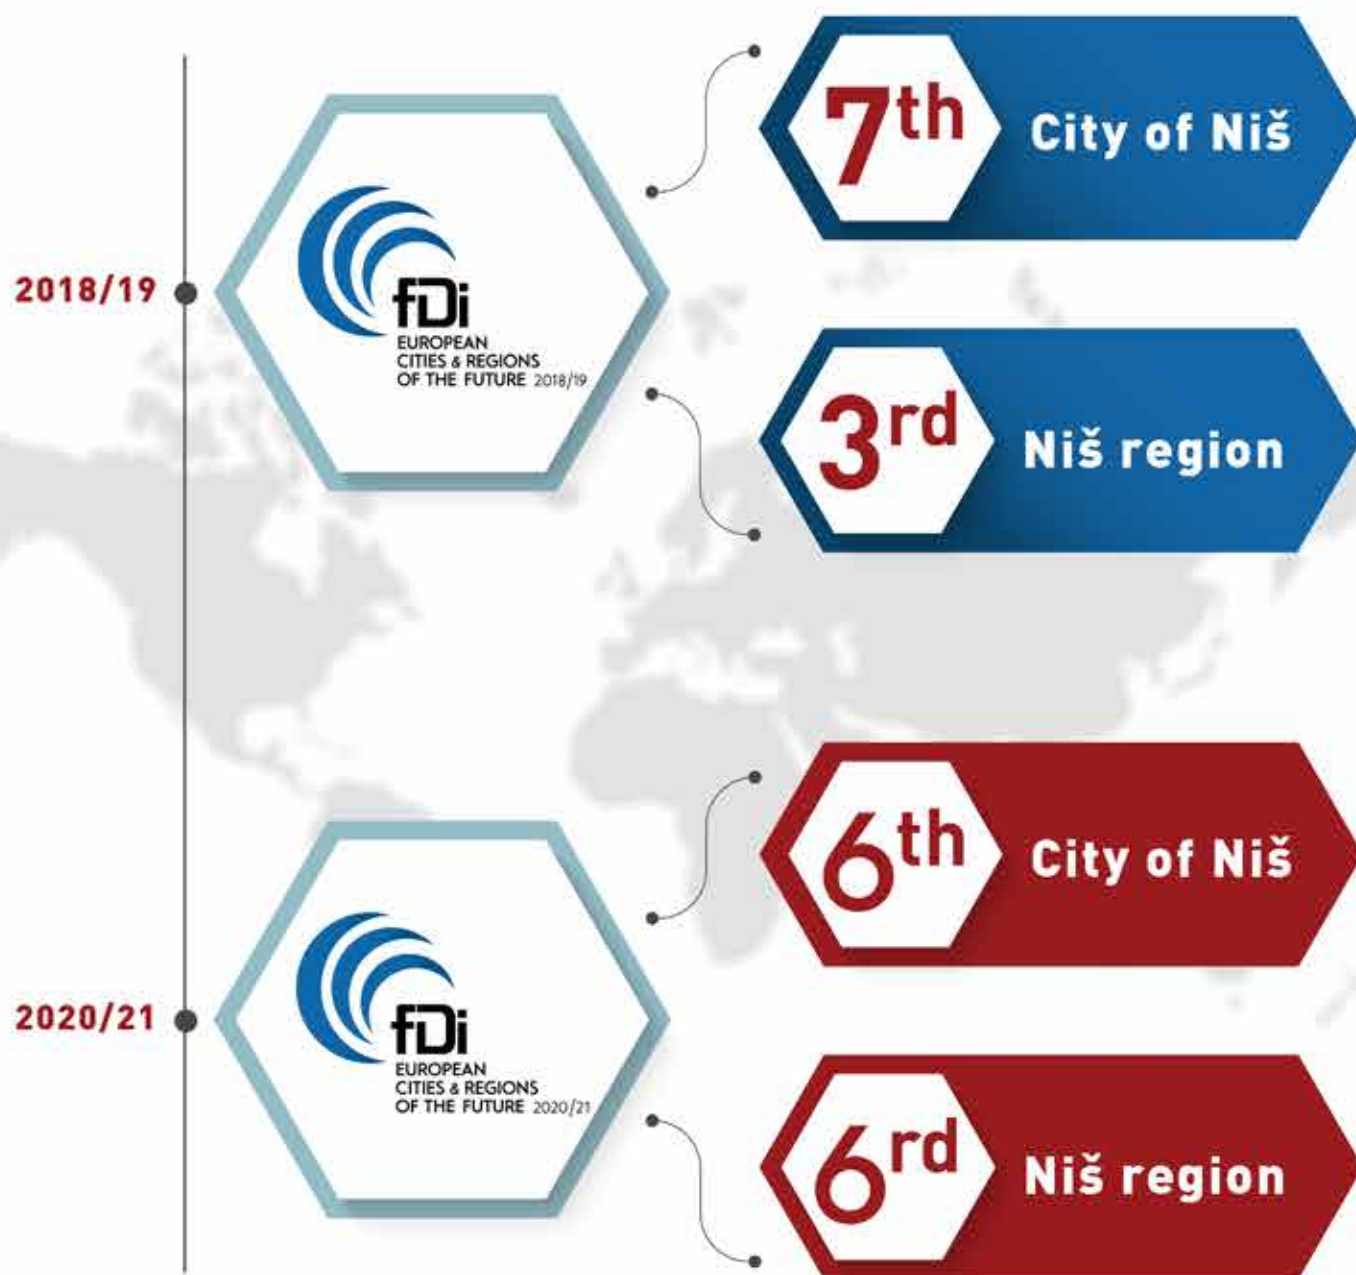 2018/19
fDi
EUROPEAN
CITIES & REGIONS
OF THE FUTURE 2018/19
7th City of Niš
3rd Niš region
2020/21
fDi
EUROPEAN
CITIES & REGIONS
OF THE FUTURE 2020/21
6th City of Niš
6rd Niš region